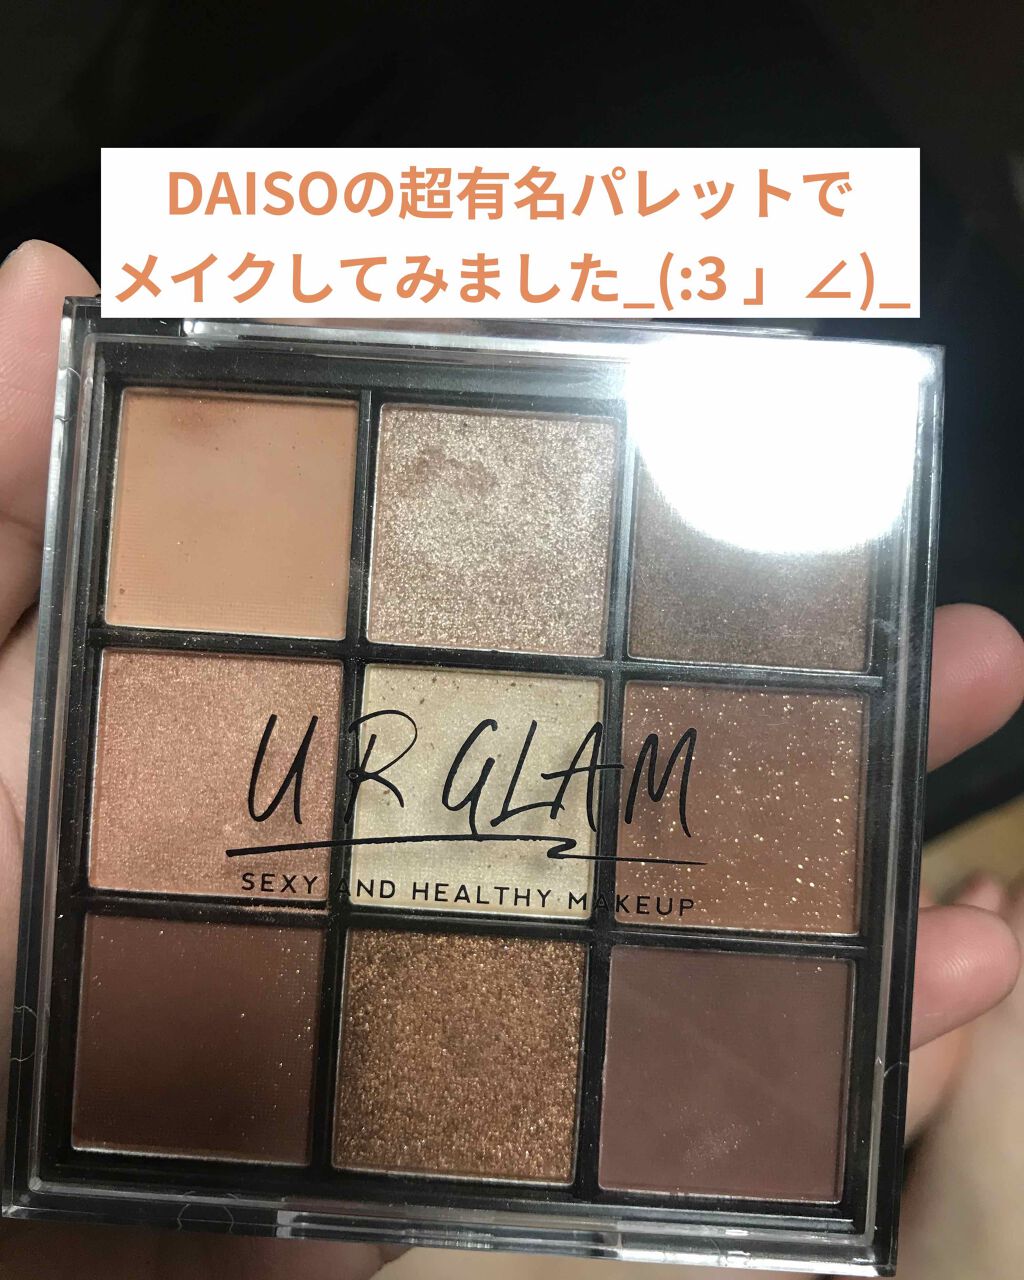 DAISOの超有名パレットで
メイクしてみました_(:3 」∠)_
U R GLAM
SEXY AND HEALTHY MAKEUP